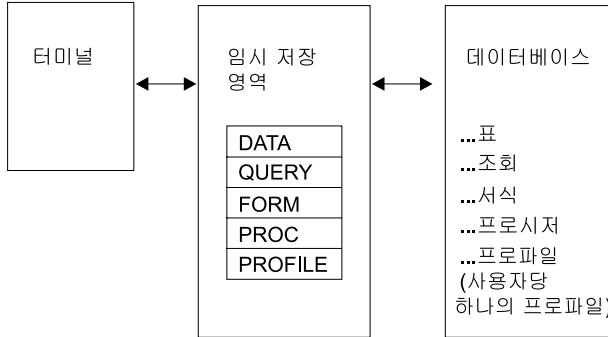 터미널
임시 저장
영역
DATA
QUERY
FORM
PROC
PROFILE
데이터베이스
...표
...조회
...서식
...프로시저
...프로파일
(사용자당
하나의 프로파일)